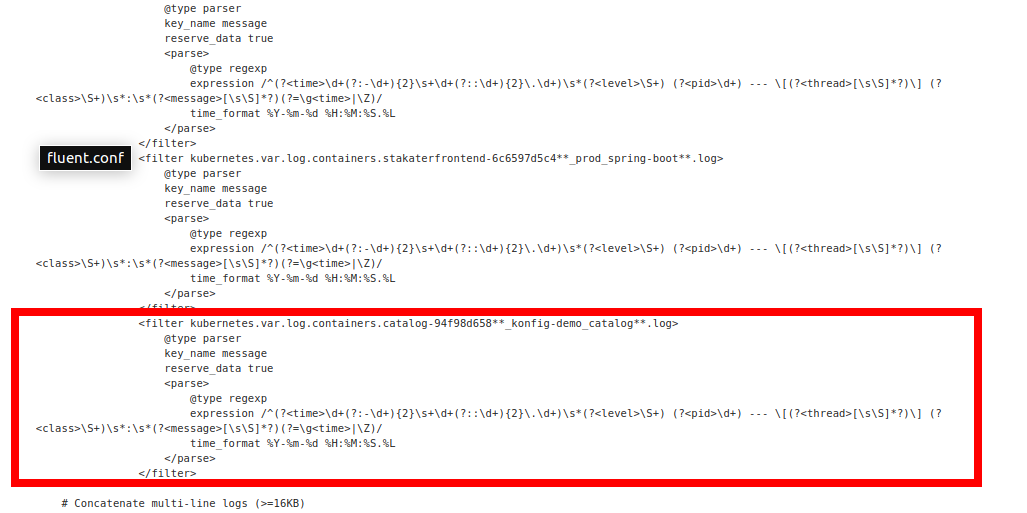 @type parser
key_name message
reserve_data true
<parse>
@type regexp
expression /^(?<time>\d+(?:-\d+){2}\s+\d+(?::\d+){2}\.\d+)\s*(?<level>\S+) (?<pid>\d+) --- \[(?<thread>[\s\S]*?)\] (?
<class>\S+)\s*:\s*(?<message>[\s\S]*?)(?=\g<time>|\Z)/
time_format %Y-%m-%d %H:%M:%S.%L
</parse>
</filter>
fluent.conf
<filter kubernetes.var.log.containers.stakaterfrontend-6c6597d5c4**_prod_spring-boot**.log>
@type parser
key_name message
reserve_data true
<parse>
@type regexp
expression /^(?<time>\d+(?:-\d+){2}\s+\d+(?::\d+){2}\.\d+)\s*(?<level>\S+) (?<pid>\d+) --- \[(?<thread>[\s\S]*?)\] (?
<class>\S+)\s*:\s*(?<message>[\s\S]*?)(?=\g<time>|\Z)/
time_format %Y-%m-%d %H:%M:%S.%L
</parse>
</filter>
<filter kubernetes.var.log.containers.catalog-94f98d658**_konfig-demo_catalog**.log>
@type parser
key_name message
reserve_data true
<parse>
@type regexp
expression /^(?<time>\d+(?:-\d+){2}\s+\d+(?::\d+){2}\.\d+)\s*(?<level>\S+) (?<pid>\d+) --- \[(?<thread>[\s\S]*?)\] (?
<class>\S+)\s*:\s*(?<message>[\s\S]*?)(?=\g<time>|\Z)/
time_format %Y-%m-%d %H:%M:%S.%L
</parse>
</filter>
# Concatenate multi-line logs (>=16KB)